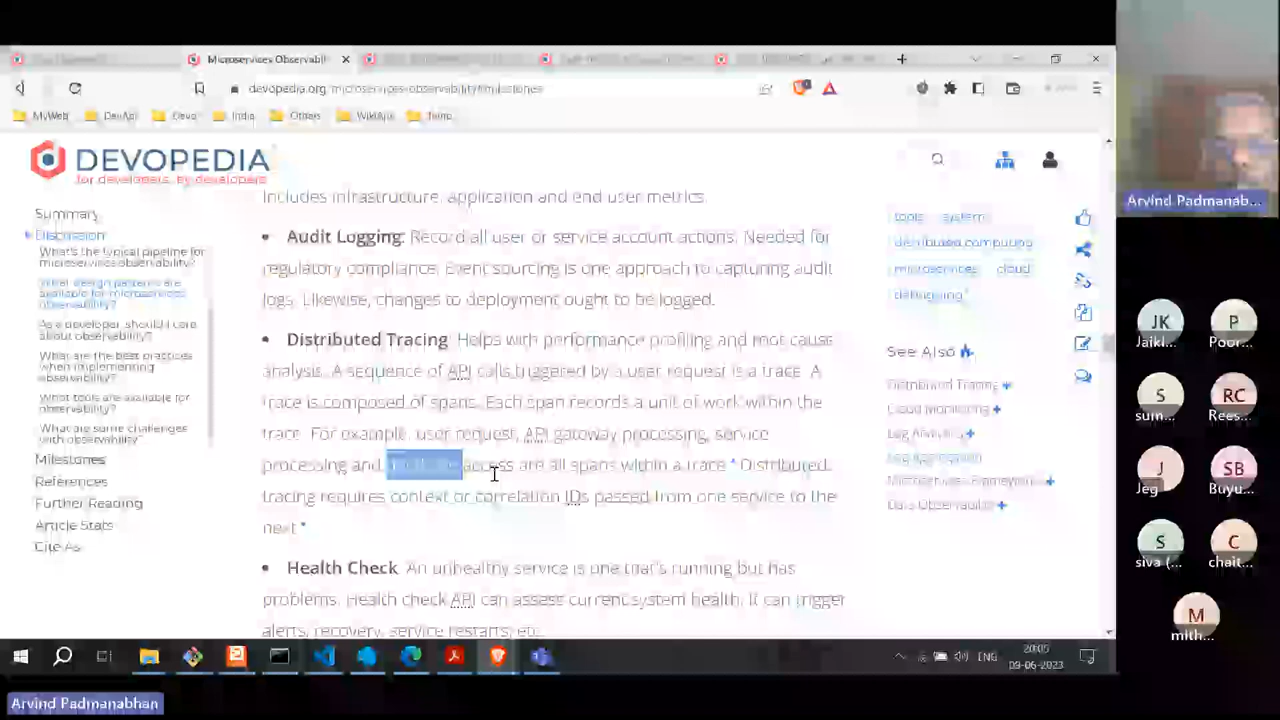 Microservices Observabil
devopedia.org/microservices-observability#milestones
MyWeb
DevApi
Devo
India
Others
WikiApis
Temp
DEVOPEDIA
for developers, by developers
Summary
Discussion
What's the typical pipeline for
microservices observability?
What design patterns are
available for microservices
observability?
As a developer, should I care
about observability?
What are the best practices
when implementing
observability?
What tools are available for
observability?
What are some challenges
with observability?
Milestones
References
Further Reading
Article Stats
Cite As
includes infrastructure, application and end user metrics.
• Audit Logging: Record all user or service account actions. Needed for
regulatory compliance. Event sourcing is one approach to capturing audit
logs. Likewise, changes to deployment ought to be logged.
• Distributed Tracing: Helps with performance profiling and root cause
analysis. A sequence of API calls triggered by a user request is a trace. A
trace is composed of spans. Each span records a unit of work within the
trace. For example, user request, API gateway processing, service
processing and access are all spans within a trace. Distributed
tracing requires context or correlation IDs passed from one service to the
next.
• Health Check: An unhealthy service is one that's running but has
problems. Health check API can assess current system health. It can trigger
alerts, recovery, service restarts, etc.
tools system
distributed computing
microservices cloud
debugging
See Also
Distributed Tracing
Cloud Monitoring
Log Analytics
Log Aggregation
Microservices
Data Observability
ENG
20:05
09-06-2023
Arvind Padmanabhan
Arvind Padmanab...
JK
Jaiki...
P
Poor...
S
sum...
RC
Rees...
J
Jeg
SB
Buyu...
S
siva (...
C
chait...
M
mith...